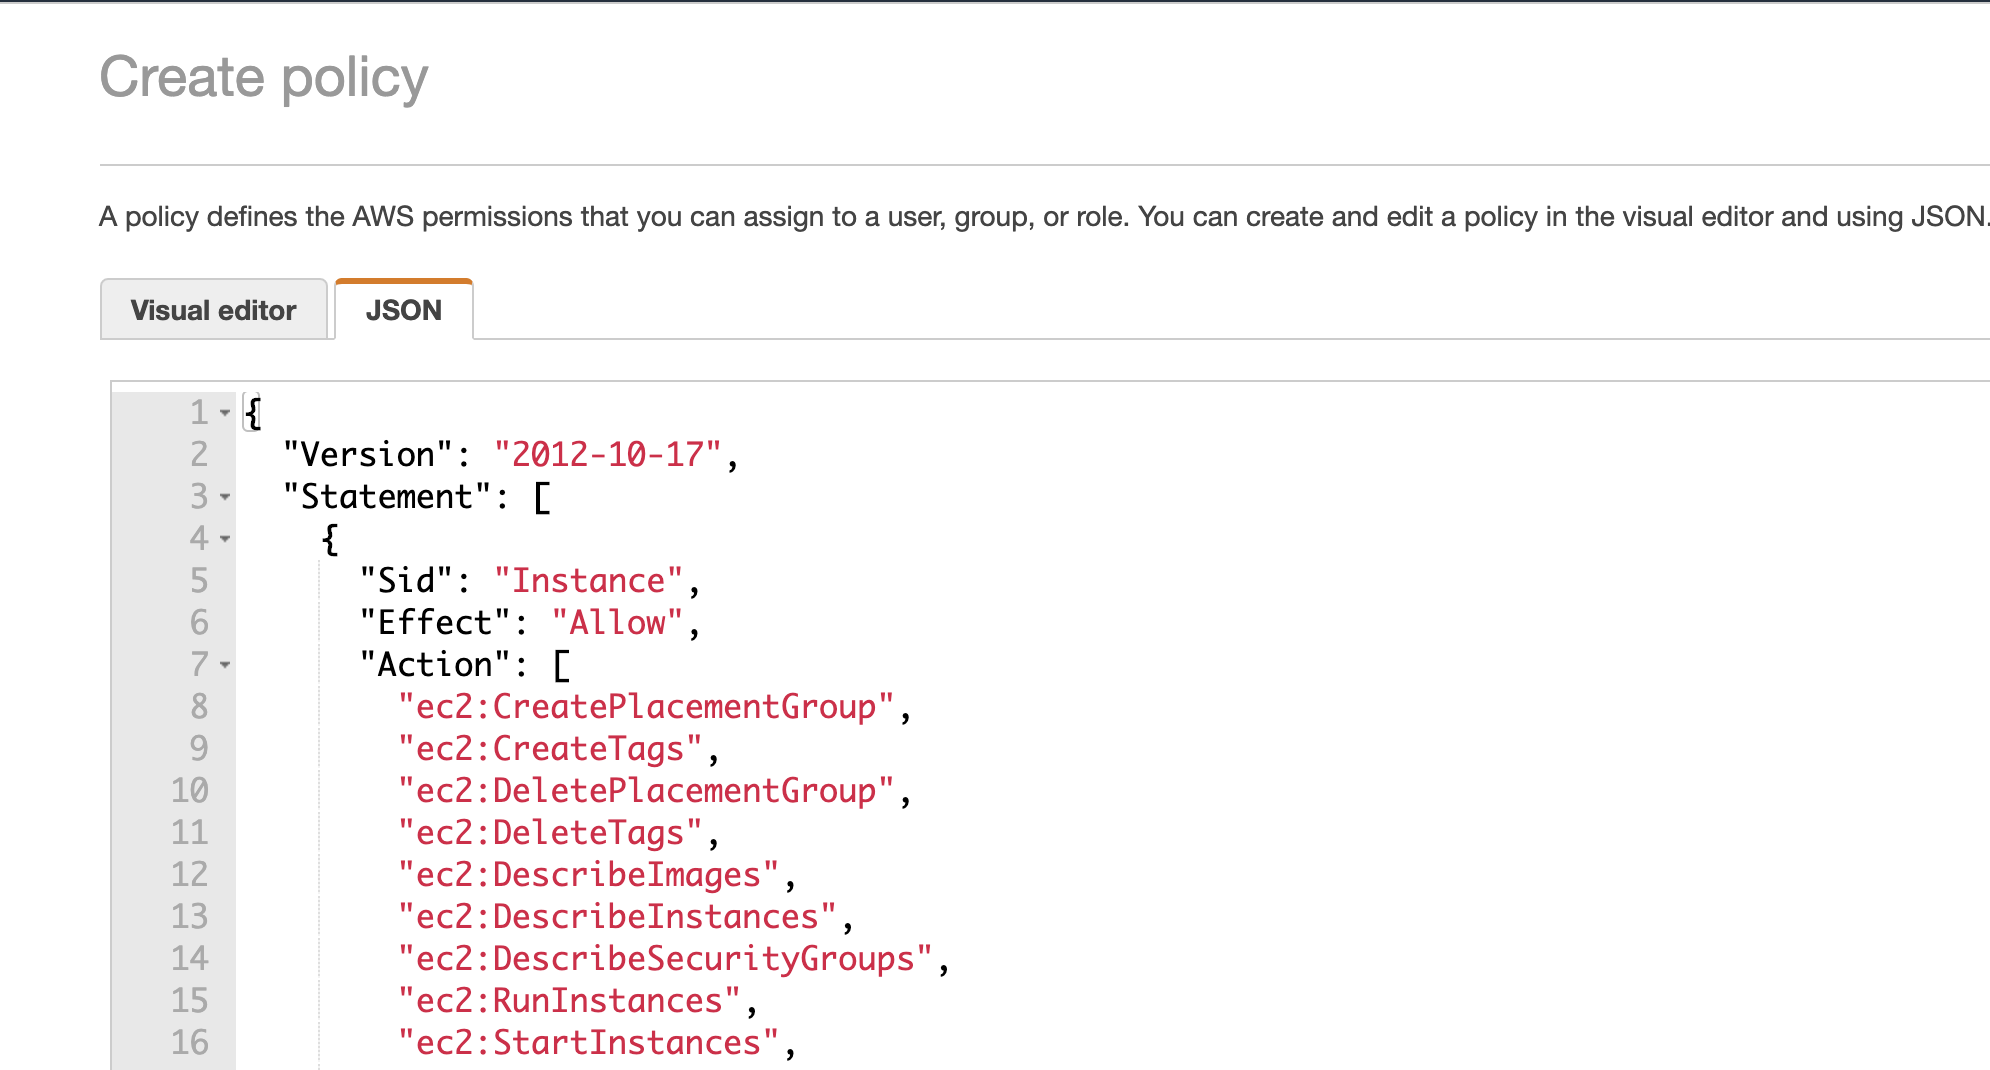 Create policy
A policy defines the AWS permissions that you can assign to a user, group, or role. You can create and edit a policy in the visual editor and using JSON.
Visual editor JSON
1 {
2 "Version": "2012-10-17",
3 "Statement": [
4 {
5 "Sid": "Instance",
6 "Effect": "Allow",
7 "Action": [
8 "ec2:CreatePlacementGroup",
9 "ec2:CreateTags",
10 "ec2:DeletePlacementGroup",
11 "ec2:DeleteTags",
12 "ec2:DescribeImages",
13 "ec2:DescribeInstances",
14 "ec2:DescribeSecurityGroups",
15 "ec2:RunInstances",
16 "ec2:StartInstances",